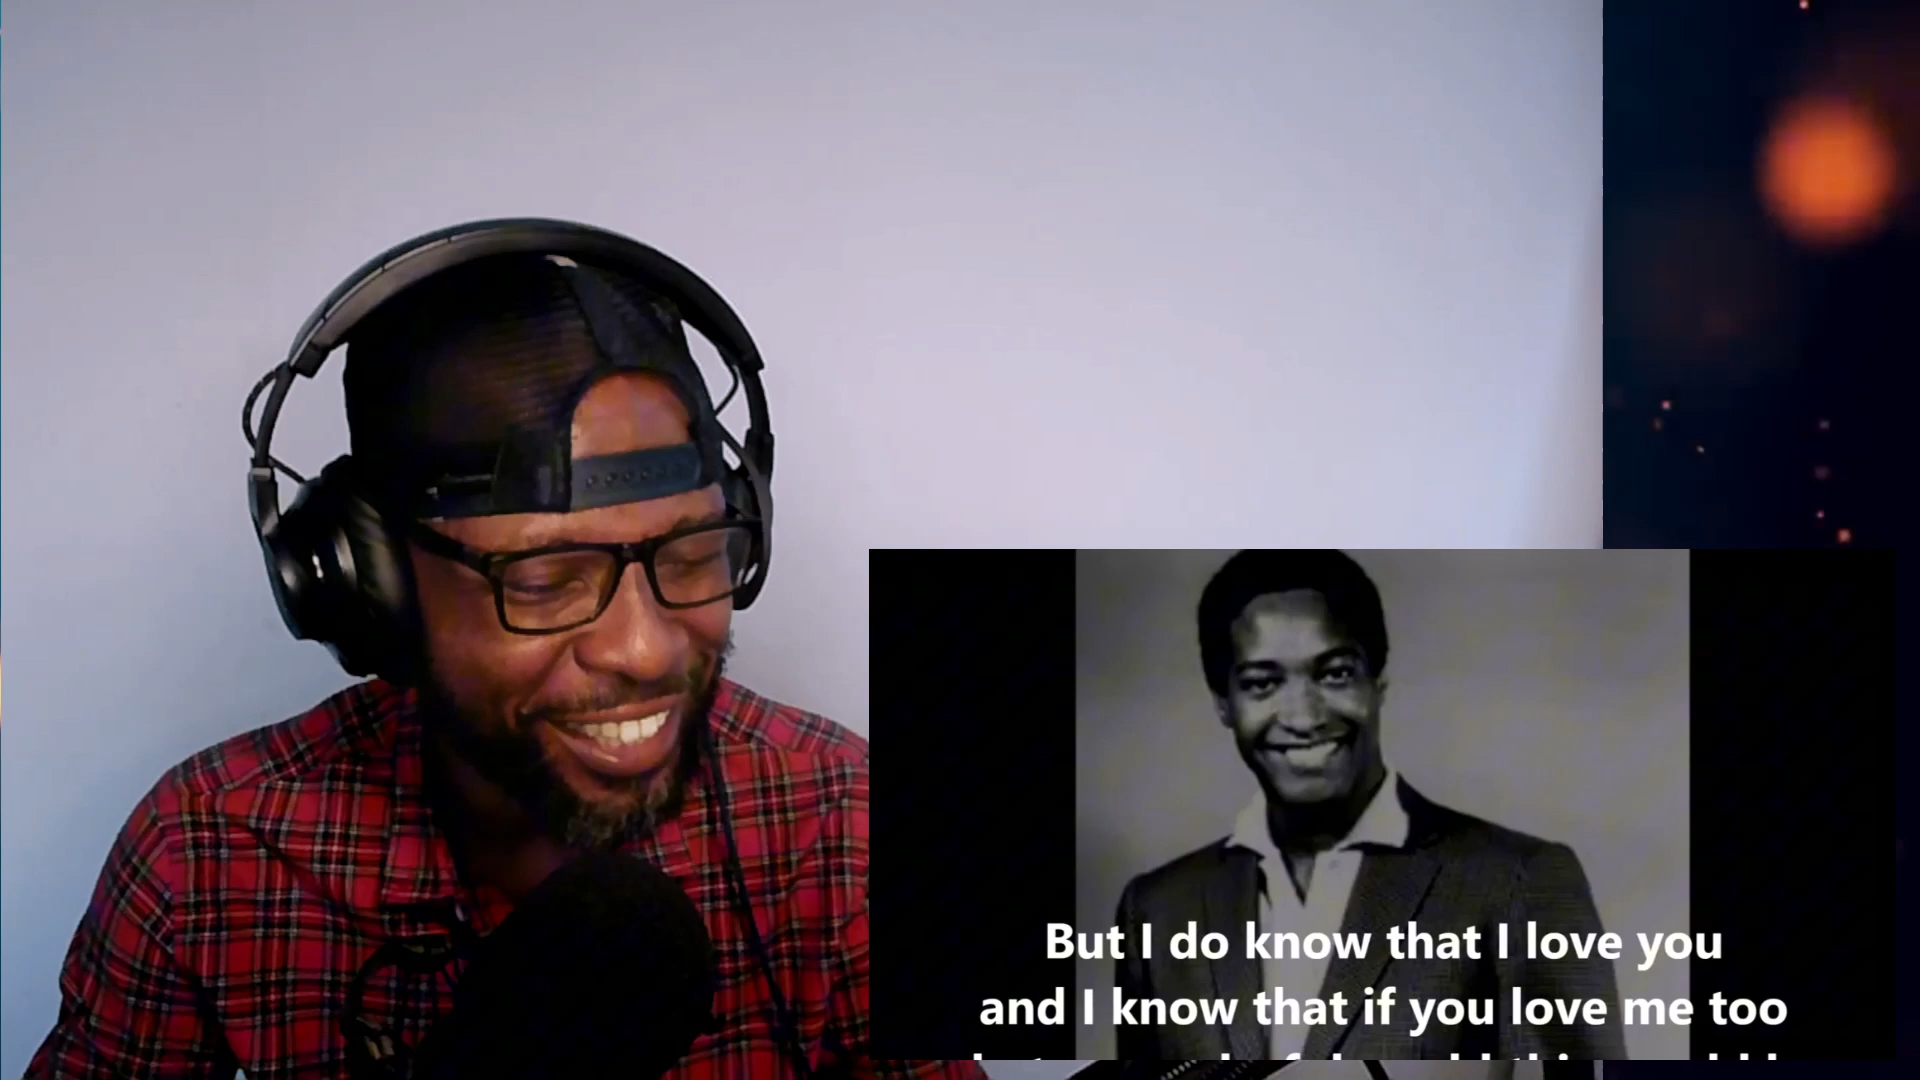 But I do know that I love you
and I know that if you love me too